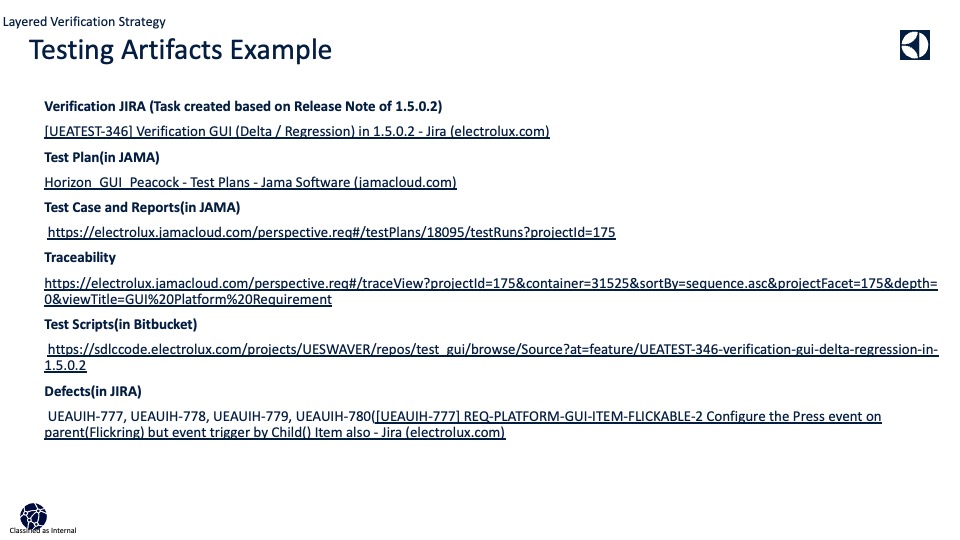 Layered Verification Strategy
Testing Artifacts Example
Verification JIRA (Task created based on Release Note of 1.5.0.2)
[UEATEST-346] Verification GUI (Delta / Regression) in 1.5.0.2 - Jira (electrolux.com)
Test Plan(in JAMA)
Horizon_GUI_Peacock - Test Plans - Jama Software (jamacloud.com)
Test Case and Reports(in JAMA)
https://electrolux.jamacloud.com/perspective.req#/testPlans/18095/testRuns?projectId=175
Traceability
https://electrolux.jamacloud.com/perspective.req#/traceView?projectId=175&container=31525&sortBy=sequence.asc&projectFacet=175&depth=
0&viewTitle=GUI%20Platform%20Requirement
Test Scripts(in Bitbucket)
https://sdlccode.electrolux.com/projects/UESWAVER/repos/test_gui/browse/Source?at=feature/UEATEST-346-verification-gui-delta-regression-in-
1.5.0.2
Defects(in JIRA)
UEAUIH-777, UEAUIH-778, UEAUIH-779, UEAUIH-780([UEAUIH-777] REQ-PLATFORM-GUI-ITEM-FLICKABLE-2 Configure the Press event on
parent(Flickring) but event trigger by Child() Item also - Jira (electrolux.com)
Classified as Internal